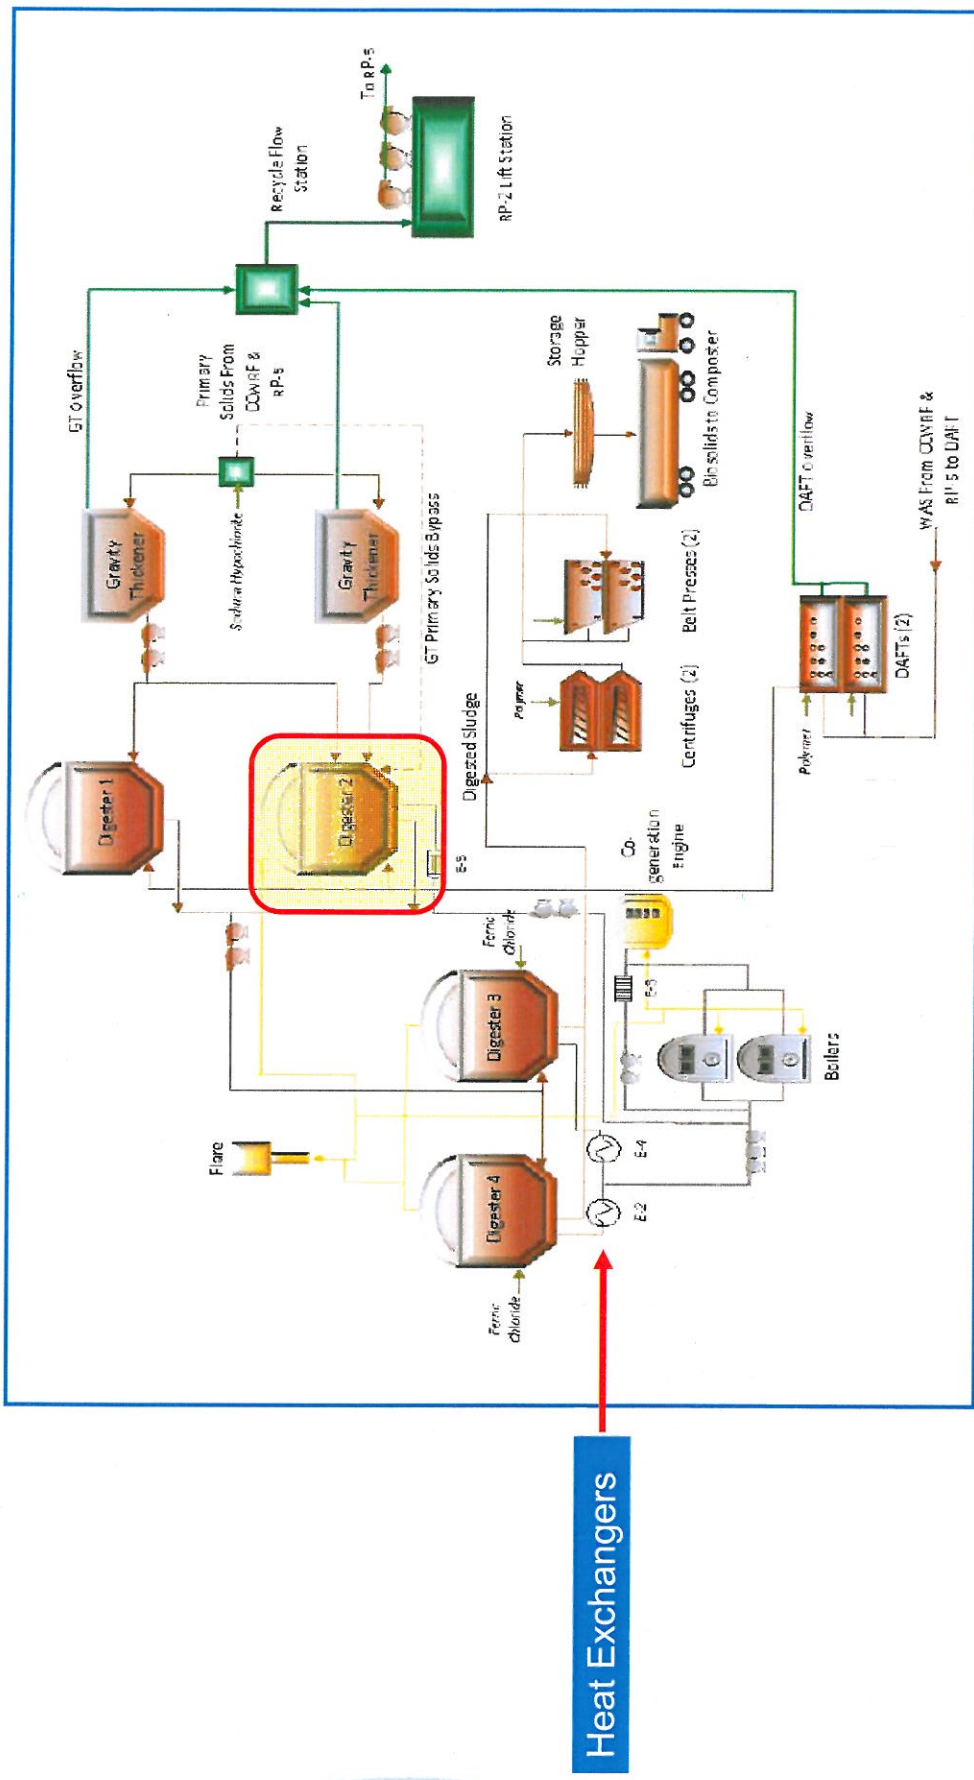 Heat Exchangers
Flare
Ferric
Chloride
Digester 4
Digester 3
Ferric
Chloride
E-2
E-4
E-3
E-5
Boilers
Co-
generation
Engine
Digester 1
Digester 2
Digested Sludge
GT Primary Solids Bypass
Gravity
Thickener
Gravity
Thickener
Sodium Hypochlorite
GT overflow
Primary
Solids From
CCWRF &
RP-5
Recycle Flow
Station
To RP-5
RP-2 Lift Station
Polymer
Centrifuges (2)
Belt Presses (2)
Storage
Hopper
Biosolids to Composter
Polymer
DAFTs (2)
DAFT overflow
WAS From CCWRF &
RP-5 to DAFT